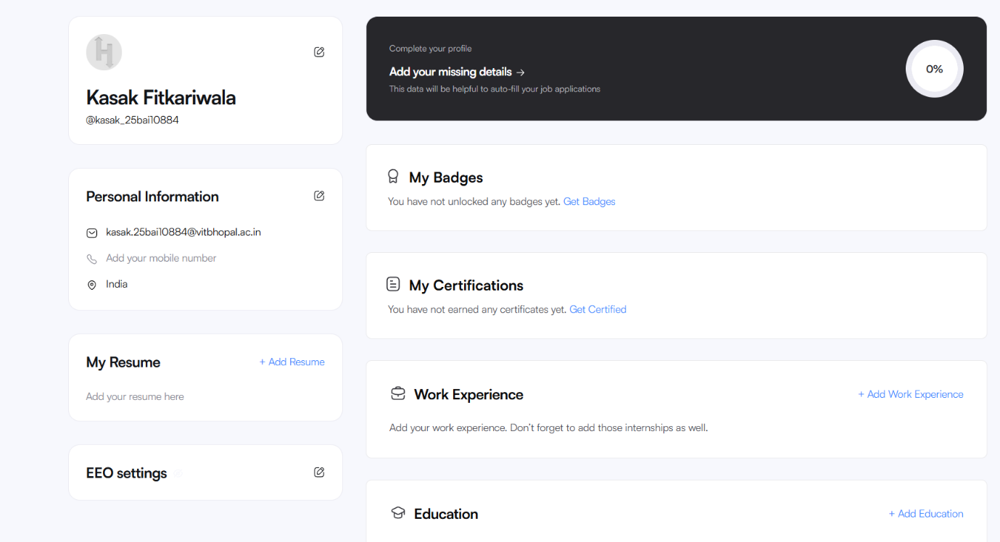 Kasak Fitkariwala
@kasak_25bai10884
Personal Information
kasak.25bai10884@vitbhopal.ac.in
Add your mobile number
India
My Resume
+ Add Resume
Add your resume here
EEO settings
Complete your profile
Add your missing details →
This data will be helpful to auto-fill your job applications
0%
My Badges
You have not unlocked any badges yet. Get Badges
My Certifications
You have not earned any certificates yet. Get Certified
Work Experience
+ Add Work Experience
Add your work experience. Don't forget to add those internships as well.
Education
+ Add Education